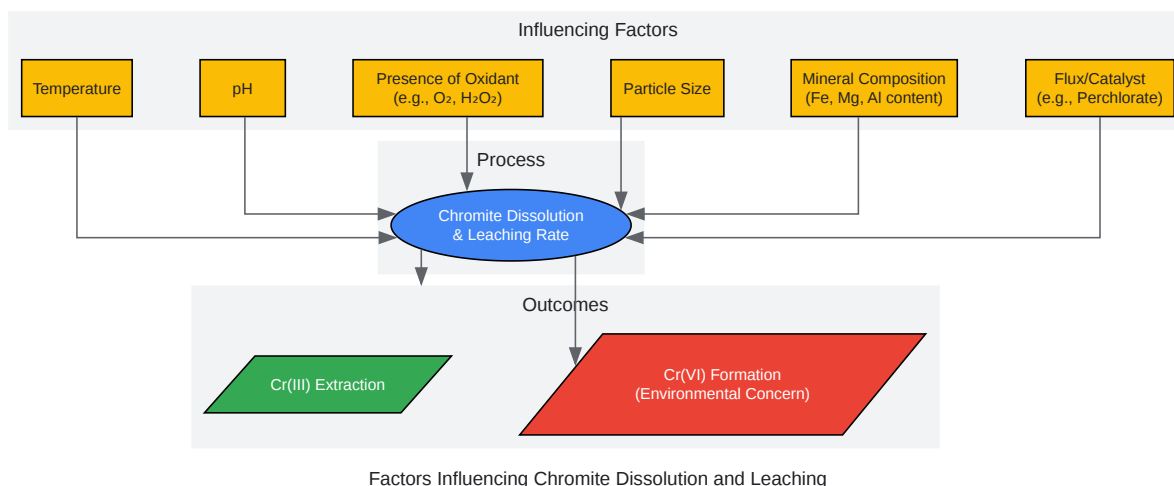 Influencing Factors
Temperature
pH
Presence of Oxidant
(e.g., O₂, H₂O₂)
Particle Size
Mineral Composition
(Fe, Mg, Al content)
Flux/Catalyst
(e.g., Perchlorate)
Process
Chromite Dissolution
& Leaching Rate
Outcomes
Cr(III) Extraction
Cr(VI) Formation
(Environmental Concern)
Factors Influencing Chromite Dissolution and Leaching